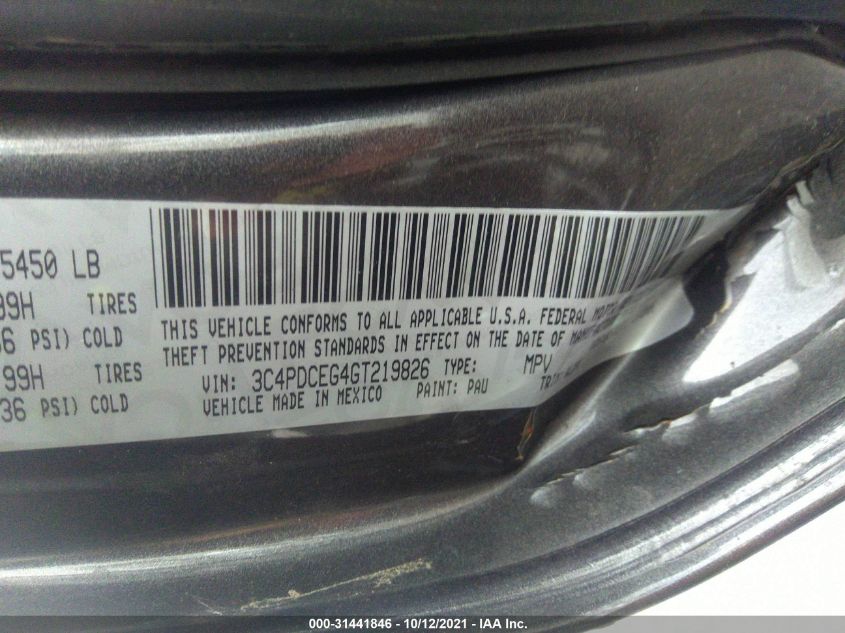 5450 LB
99H TIRES
36 PSI) COLD
99H TIRES
36 PSI) COLD
THIS VEHICLE CONFORMS TO ALL APPLICABLE U.S.A. FEDERAL MOTOR
THEFT PREVENTION STANDARDS IN EFFECT ON THE DATE OF
VIN: 3C4PDCEG4GT219826 TYPE: MPV
VEHICLE MADE IN MEXICO PAINT: PAU
000-31441846 - 10/12/2021 - IAA Inc.